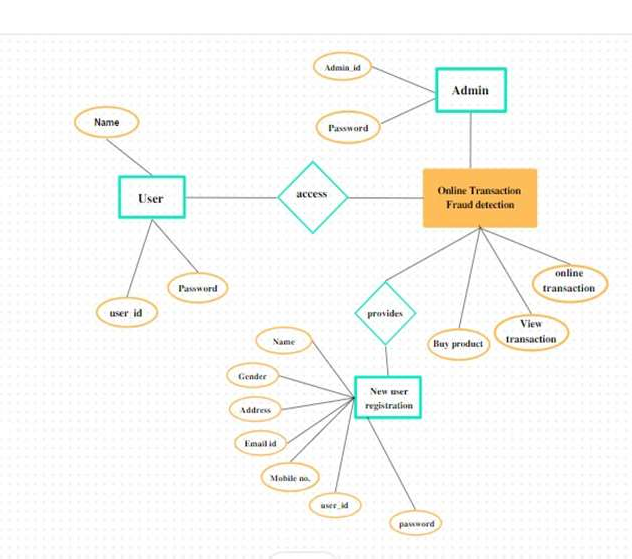 Admin_id
Admin
Password
Name
User
access
Online Transaction
Fraud detection
Password
user_id
online
transaction
View
transaction
provides
Buy product
Name
Gender
New user
registration
Address
Email id
Mobile no.
user_id
password